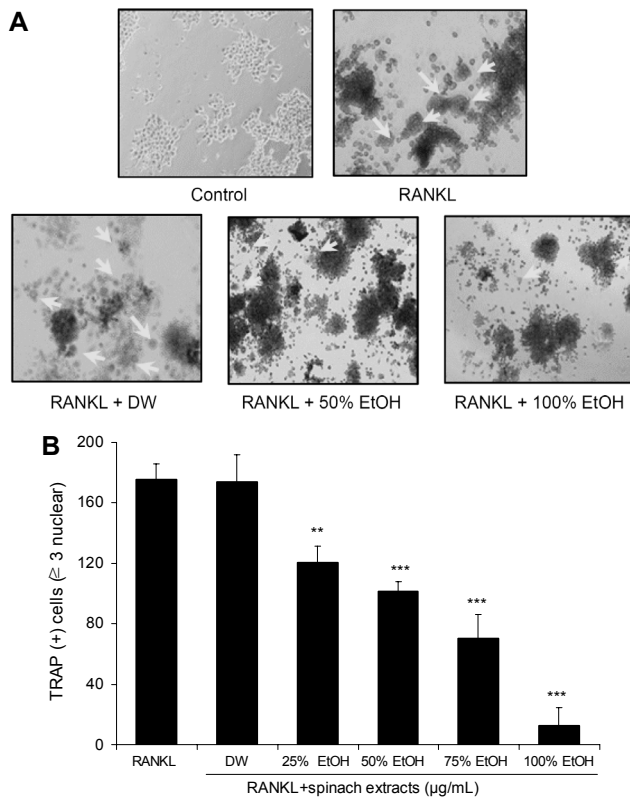 A
Control
RANKL
RANKL + DW
RANKL + 50% EtOH
RANKL + 100% EtOH
B
TRAP (+) cells (≥ 3 nuclear)
200
160
120
80
40
0
**
***
***
***
RANKL
DW
25% EtOH
50% EtOH
75% EtOH
100% EtOH
RANKL+spinach extracts (μg/mL)